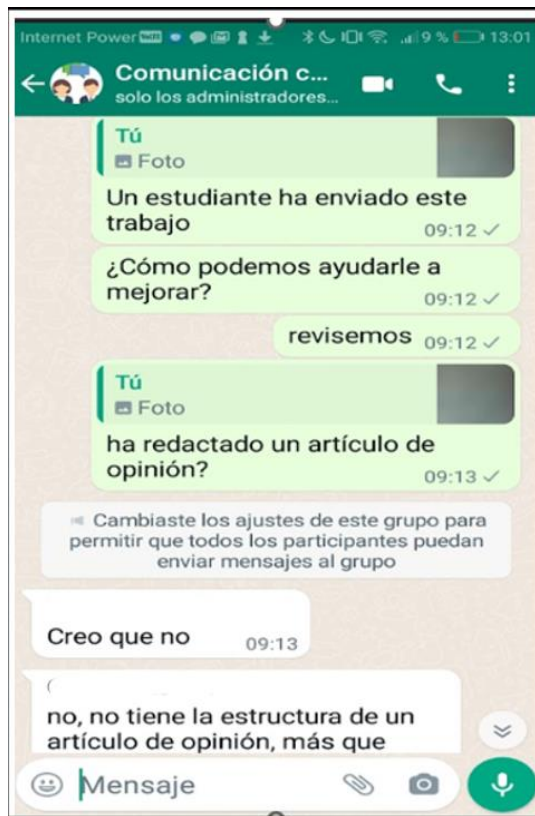 Internet Power 9 % 13:01
Comunicación c...
solo los administradores...
Tú
Foto
Un estudiante ha enviado este
trabajo
09:12
¿Cómo podemos ayudarle a
mejorar?
09:12
revisemos 09:12
Tú
Foto
ha redactado un artículo de
opinión?
09:13
Cambiaste los ajustes de este grupo para
permitir que todos los participantes puedan
enviar mensajes al grupo
Creo que no 09:13
(
no, no tiene la estructura de un
artículo de opinión, más que
Mensaje